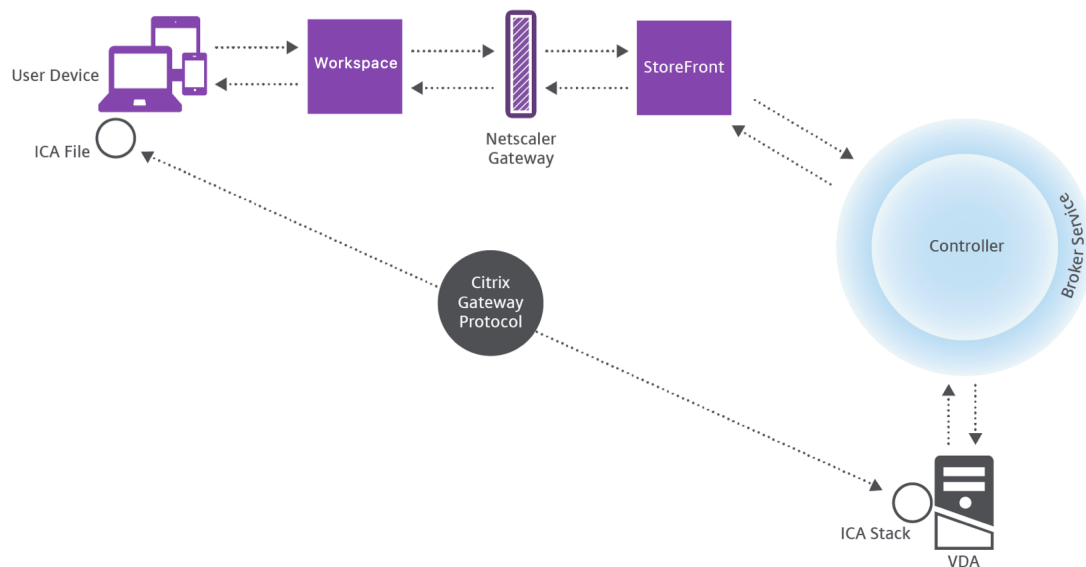 User Device
Workspace
StoreFront
Netscaler
Gateway
ICA File
Controller
Broker Service
Citrix
Gateway
Protocol
ICA Stack
VDA